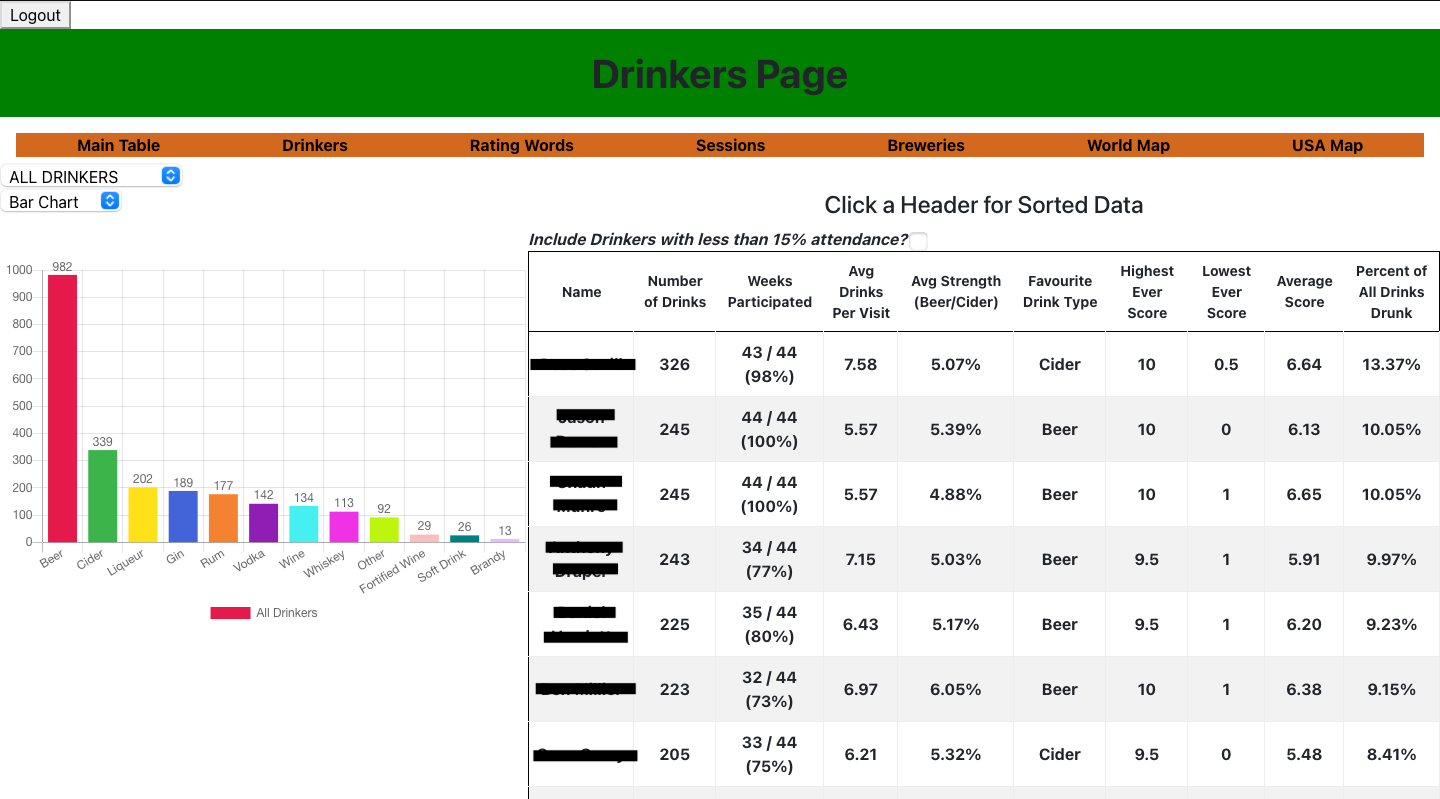 Logout
Drinkers Page
Main Table Drinkers Rating Words Sessions Breweries World Map USA Map
ALL DRINKERS
Bar Chart
Click a Header for Sorted Data
Include Drinkers with less than 15% attendance?
1000
900
800
700
600
500
400
300
200
100
0
982
339
202
189
177
142
134
113
92
29
26
13
Beer
Cider
Liqueur
Gin
Rum
Vodka
Wine
Whiskey
Other
Fortified Wine
Soft Drink
Brandy
All Drinkers
Name
Number
of Drinks
Weeks
Participated
Avg
Drinks
Per Visit
Avg Strength
(Beer/Cider)
Favourite
Drink Type
Highest
Ever
Score
Lowest
Ever
Score
Average
Score
Percent of
All Drinks
Drunk
326
43 / 44
(98%)
7.58
5.07%
Cider
10
0.5
6.64
13.37%
245
44 / 44
(100%)
5.57
5.39%
Beer
10
0
6.13
10.05%
245
44 / 44
(100%)
5.57
4.88%
Beer
10
1
6.65
10.05%
243
34 / 44
(77%)
7.15
5.03%
Beer
9.5
1
5.91
9.97%
225
35 / 44
(80%)
6.43
5.17%
Beer
9.5
1
6.20
9.23%
223
32 / 44
(73%)
6.97
6.05%
Beer
10
1
6.38
9.15%
205
33 / 44
(75%)
6.21
5.32%
Cider
9.5
0
5.48
8.41%